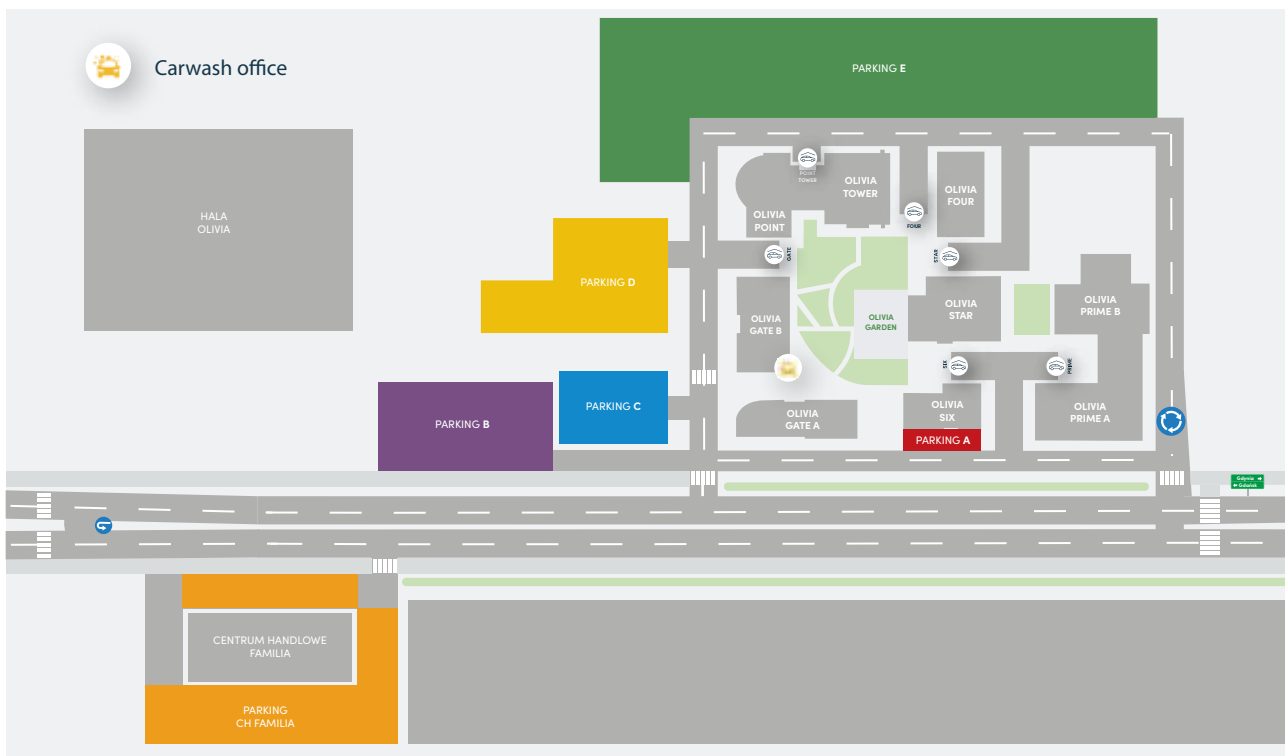 Carwash office
PARKING E
HALA
OLIVIA
POINT
TOWER
OLIVIA
TOWER
OLIVIA
FOUR
OLIVIA
POINT
FOUR
GATE
STAR
PARKING D
OLIVIA
GATE B
OLIVIA
GARDEN
OLIVIA
STAR
OLIVIA
PRIME B
SIX
PRIME
PARKING C
PARKING B
OLIVIA
GATE A
OLIVIA
SIX
OLIVIA
PRIME A
PARKING A
Gdynia
Gdańsk
CENTRUM HANDLOWE
FAMILIA
PARKING
CH FAMILIA